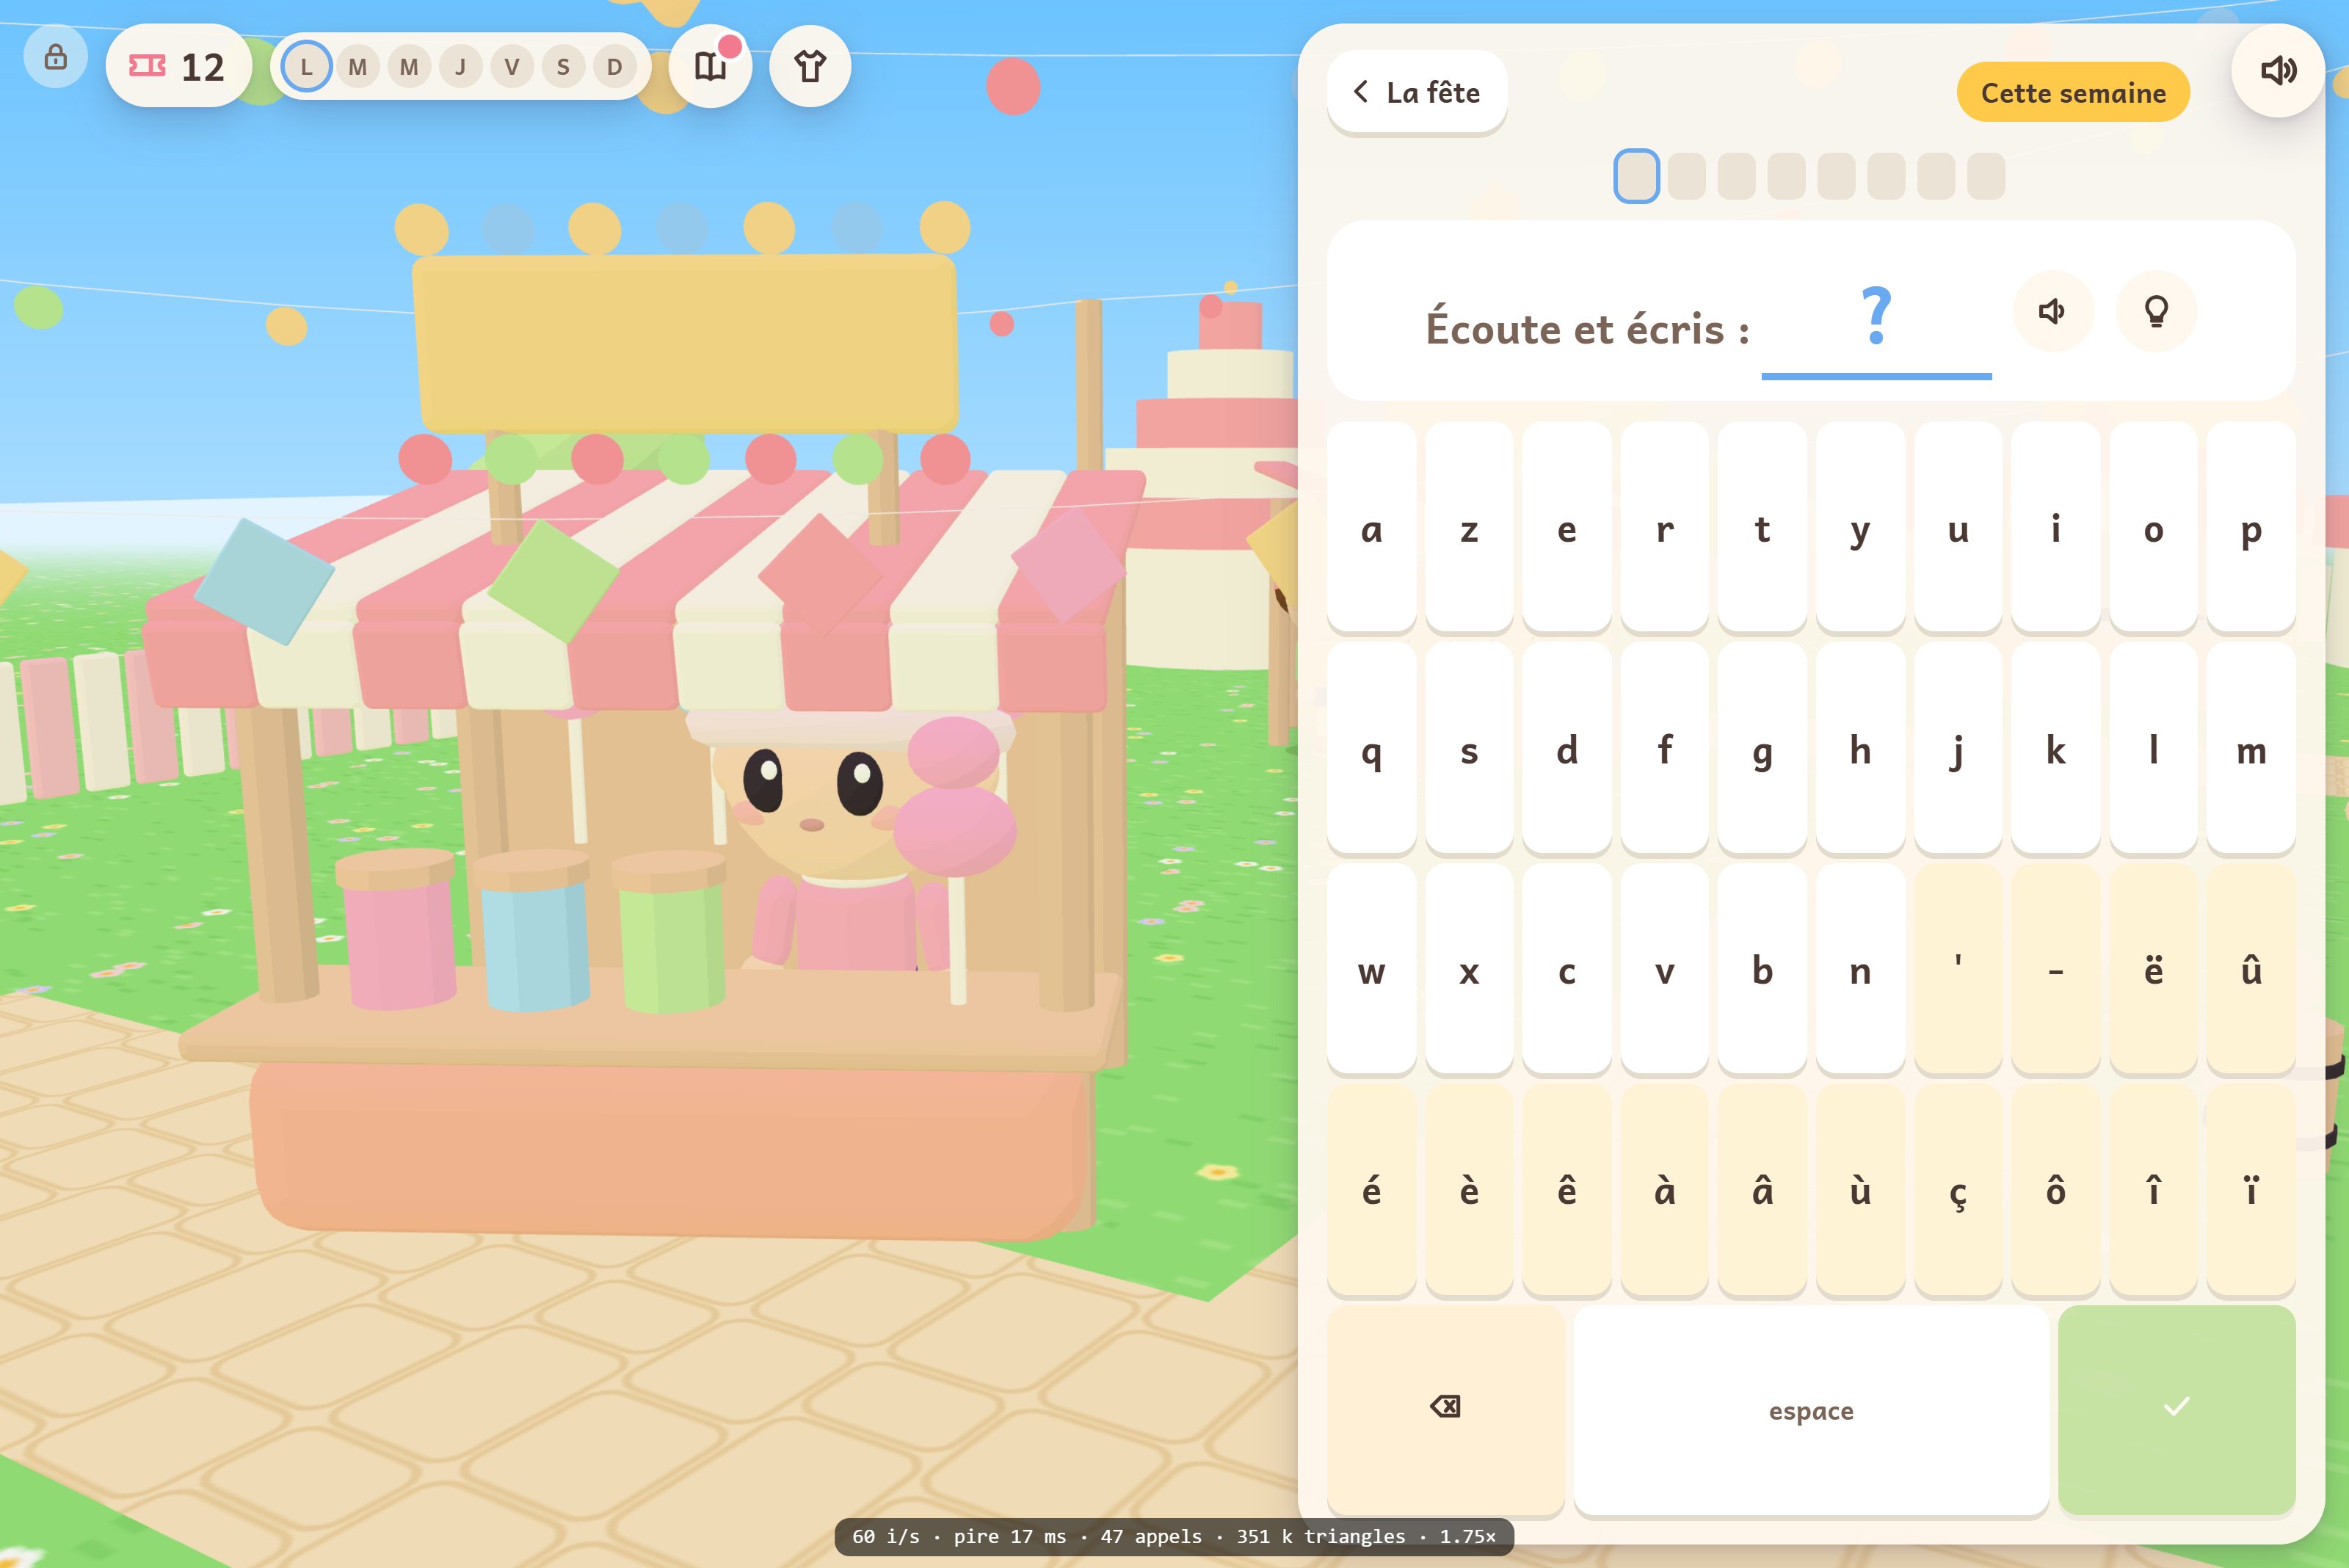 12
L M M J V S D
La fête
Cette semaine
Écoute et écris : ?
a z e r t y u i o p
q s d f g h j k l m
w x c v b n ' - ë û
é è ê à â ù ç ô î ï
espace
60 i/s · pire 17 ms · 47 appels · 351 k triangles · 1.75×